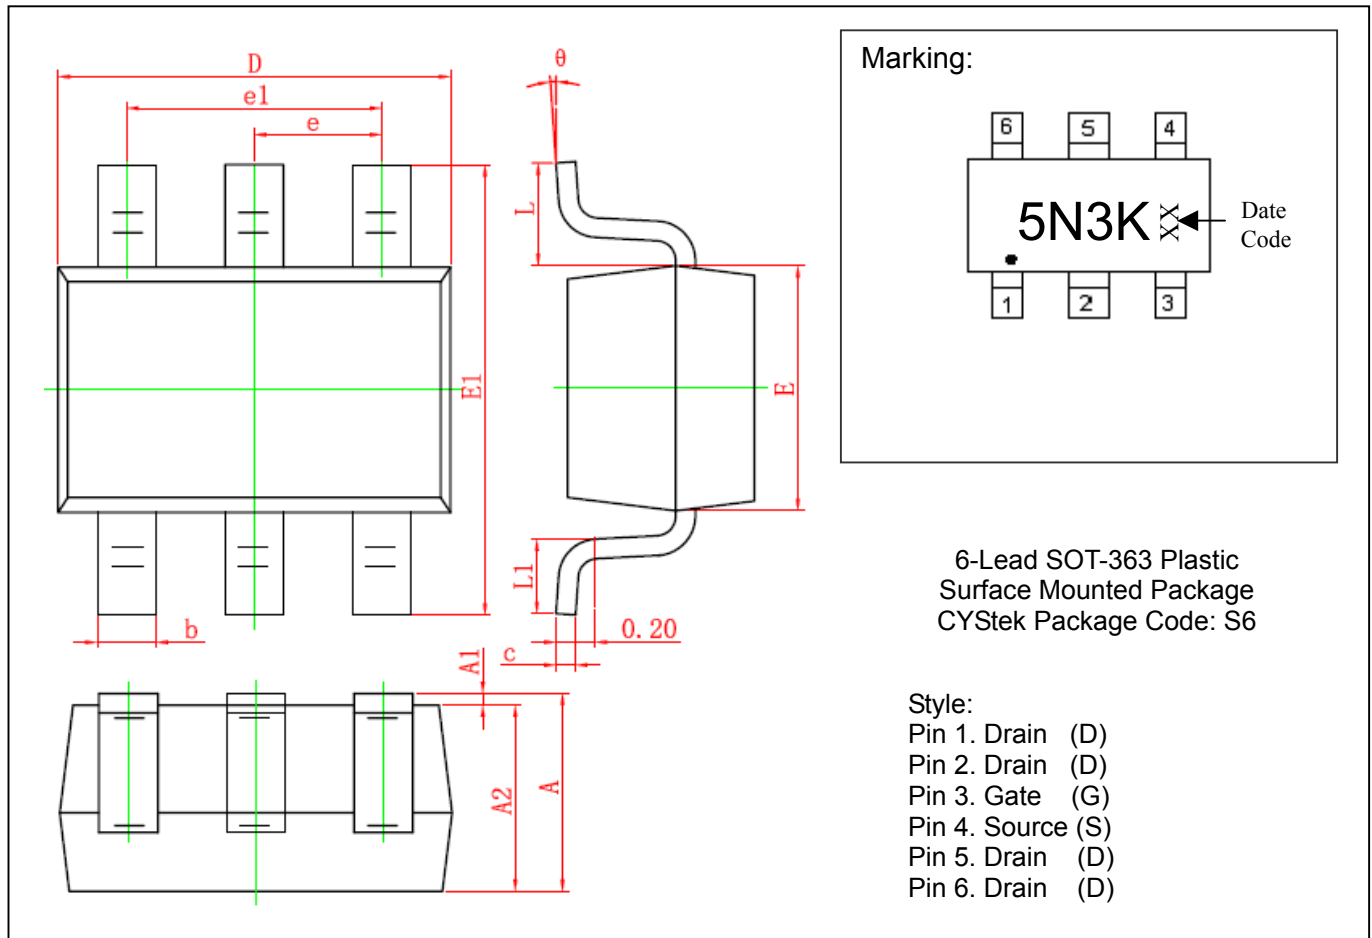 D
e1
e
E1
b
θ
L
E
L1
0.20
c
A1
A2
A
Marking:
6 5 4
5N3K XX
Date
Code
1 2 3
6-Lead SOT-363 Plastic
Surface Mounted Package
CYStek Package Code: S6
Style:
Pin 1. Drain (D)
Pin 2. Drain (D)
Pin 3. Gate (G)
Pin 4. Source (S)
Pin 5. Drain (D)
Pin 6. Drain (D)